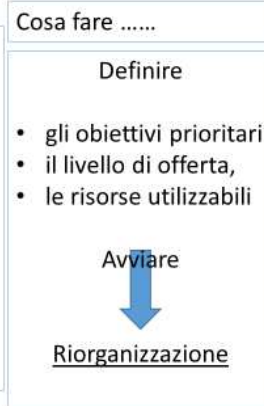 Cosa fare ……
Definire
• gli obiettivi prioritari
• il livello di offerta,
• le risorse utilizzabili
Avviare
Riorganizzazione